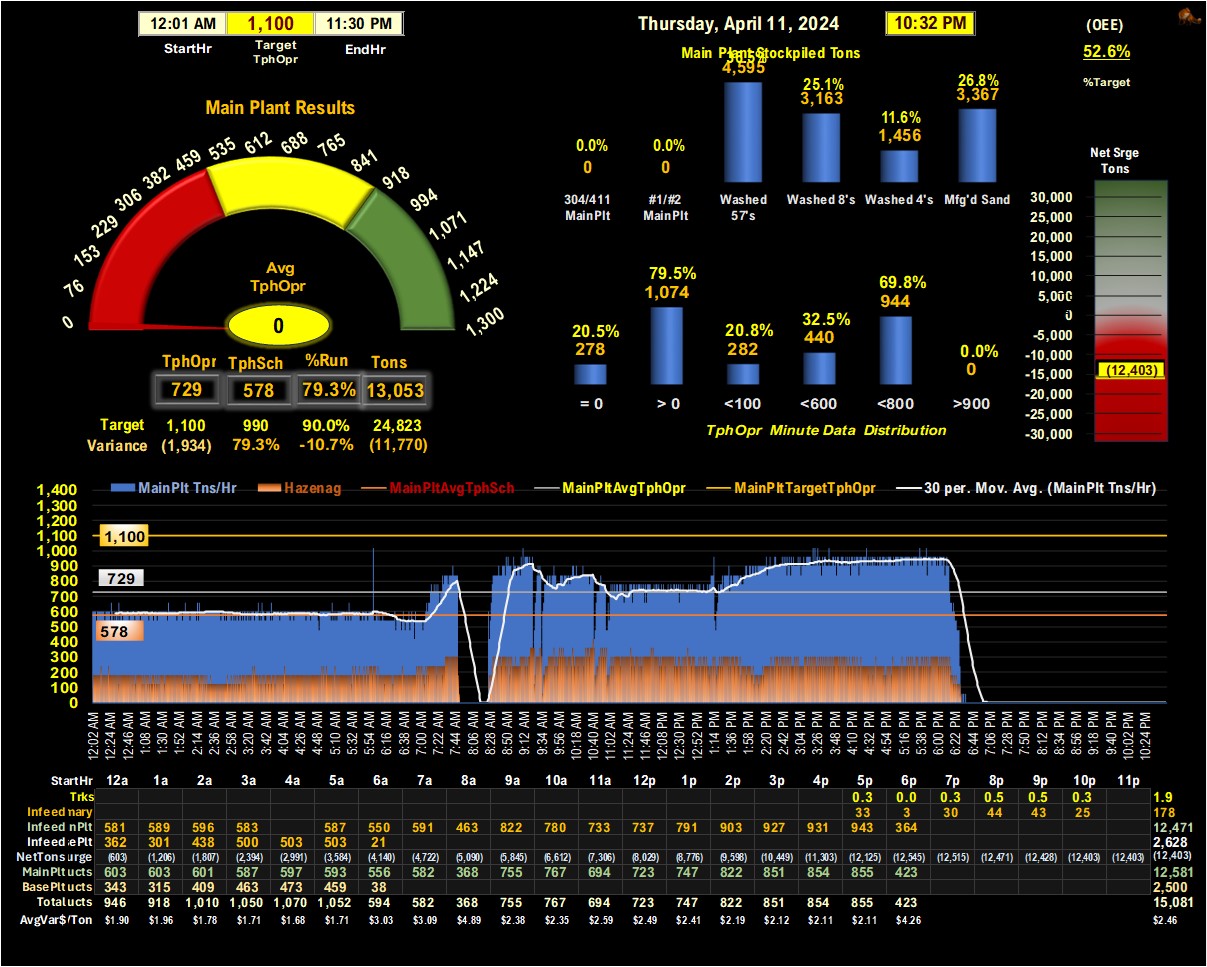 12:01 AM 1,100 11:30 PM
StartHr Target TphOpr EndHr
Thursday, April 11, 2024 10:32 PM
(OEE)
52.6%
%Target
Main Plant Stockpiled Tons
4,595
25.1%
3,163
11.6%
1,456
26.8%
3,367
0.0% 0.0%
0 0
304/411 MainPlt #1/#2 MainPlt Washed 57's Washed 8's Washed 4's Mfg'd Sand
Main Plant Results
0 76 153 229 306 382 459 535 612 688 765 841 918 994 1,071 1,147 1,224 1,300
Avg
TphOpr
0
TphOpr TphSch %Run Tons
729 578 79.3% 13,053
Target 1,100 990 90.0% 24,823
Variance (1,934) 79.3% -10.7% (11,770)
20.5% 79.5% 20.8% 32.5% 69.8% 0.0%
278 1,074 282 440 944 0
= 0 > 0 <100 <600 <800 >900
TphOpr Minute Data Distribution
Net Srge
Tons
30,000
25,000
20,000
15,000
10,000
5,000
0
-5,000
-10,000
(12,403)
-15,000
-20,000
-25,000
-30,000
MainPlt Tns/Hr Hazenag MainPltAvgTphSch MainPltAvgTphOpr MainPltTargetTphOpr 30 per. Mov. Avg. (MainPlt Tns/Hr)
1,400
1,300
1,200
1,100
1,000
900
800
700
600
500
400
300
200
100
0
1,100
729
578
12:02 AM 12:24 AM 12:46 AM 1:08 AM 1:30 AM 1:52 AM 2:14 AM 2:36 AM 2:58 AM 3:20 AM 3:42 AM 4:04 AM 4:26 AM 4:48 AM 5:10 AM 5:32 AM 5:54 AM 6:16 AM 6:38 AM 7:00 AM 7:22 AM 7:44 AM 8:28 AM 8:50 AM 9:12 AM 9:34 AM 9:56 AM 10:18 AM 10:40 AM 11:02 AM 11:24 AM 11:46 AM 12:08 PM 12:30 PM 12:52 PM 1:14 PM 1:36 PM 1:58 PM 2:20 PM 2:42 PM 3:04 PM 3:26 PM 3:48 PM 4:10 PM 4:32 PM 4:54 PM 5:16 PM 5:38 PM 6:00 PM 6:22 PM 6:44 PM 7:06 PM 7:28 PM 7:50 PM 8:12 PM 8:34 PM 8:56 PM 9:18 PM 9:40 PM 10:02 PM 10:24 PM
StartHr 12a 1a 2a 3a 4a 5a 6a 7a 8a 9a 10a 11a 12p 1p 2p 3p 4p 5p 6p 7p 8p 9p 10p 11p
Trks 0.3 0.0 0.3 0.5 0.5 0.3 1.9
Infeed mary 33 3 30 44 43 25 178
Infeed nPlt 581 589 596 583 587 550 591 463 822 780 733 737 791 903 927 931 943 364 12,471
Infeed ePlt 362 301 438 500 503 503 21 2,628
NetTonsurge (603) (1,206) (1,807) (2,394) (2,991) (3,584) (4,140) (4,722) (5,090) (5,845) (6,612) (7,306) (8,029) (8,776) (9,598) (10,449) (11,303) (12,125) (12,545) (12,515) (12,471) (12,428) (12,403) (12,403) (12,403)
MainPlt ucts 603 603 601 587 597 593 556 582 368 755 767 694 723 747 822 851 854 855 423 12,581
BasePlt ucts 343 315 409 463 473 459 38 2,500
Total ucts 946 918 1,010 1,050 1,070 1,052 594 582 368 755 767 694 723 747 822 851 854 855 423 15,081
AvgVar$/Ton $1.90 $1.96 $1.78 $1.71 $1.68 $1.71 $3.03 $3.09 $4.89 $2.38 $2.35 $2.59 $2.49 $2.41 $2.19 $2.12 $2.11 $2.11 $4.26 $2.46